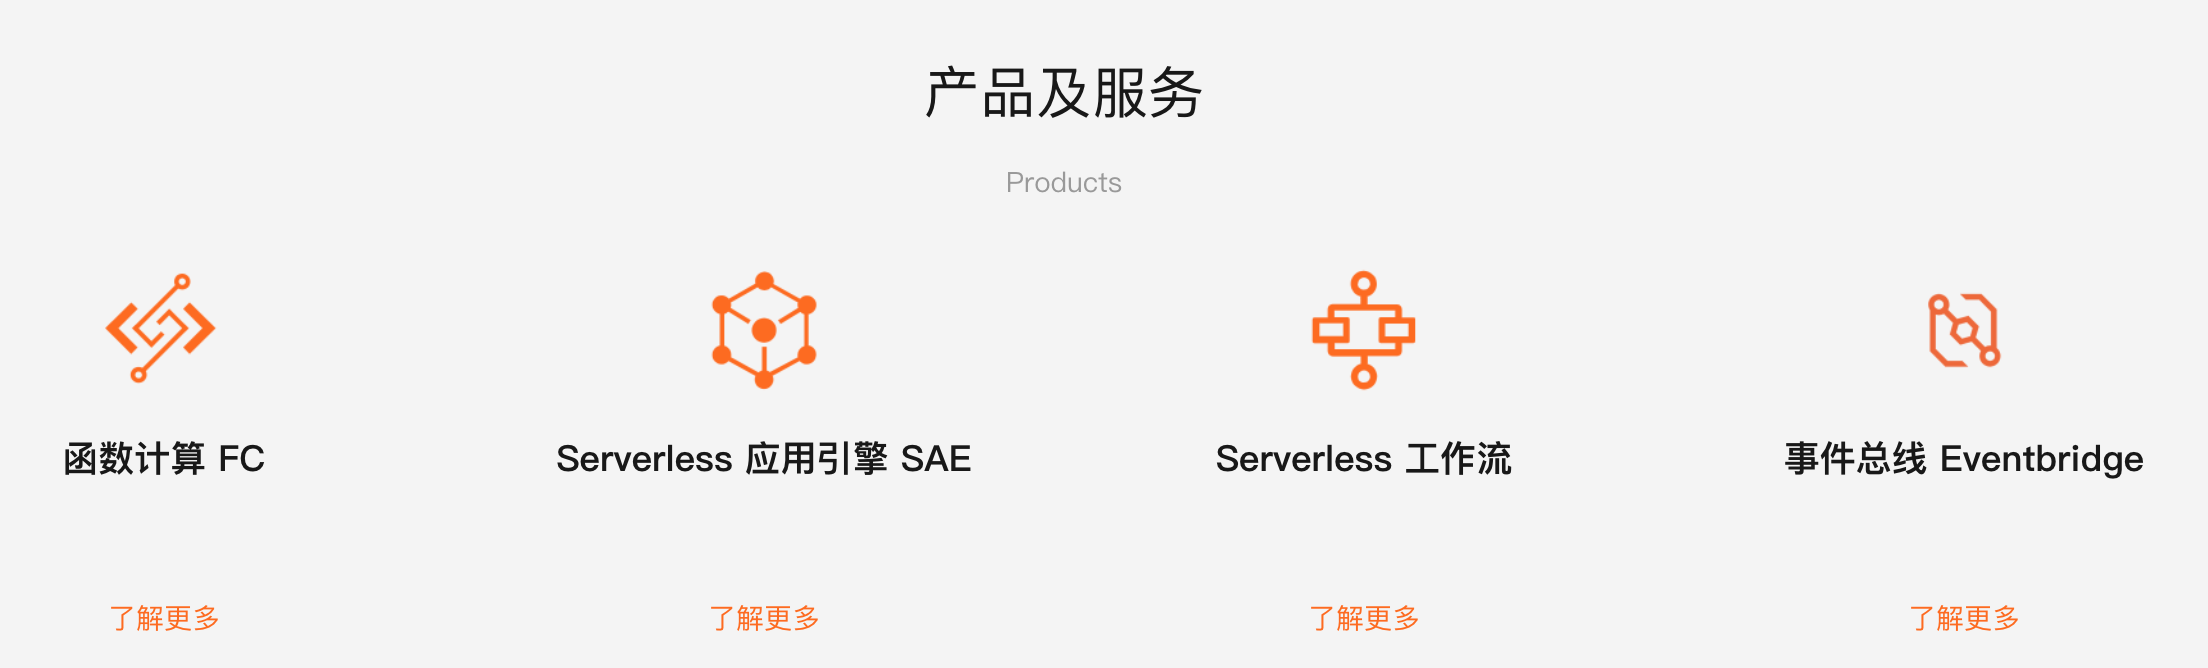 产品及服务
Products
函数计算 FC
Serverless 应用引擎 SAE
Serverless 工作流
事件总线 Eventbridge
了解更多
了解更多
了解更多
了解更多